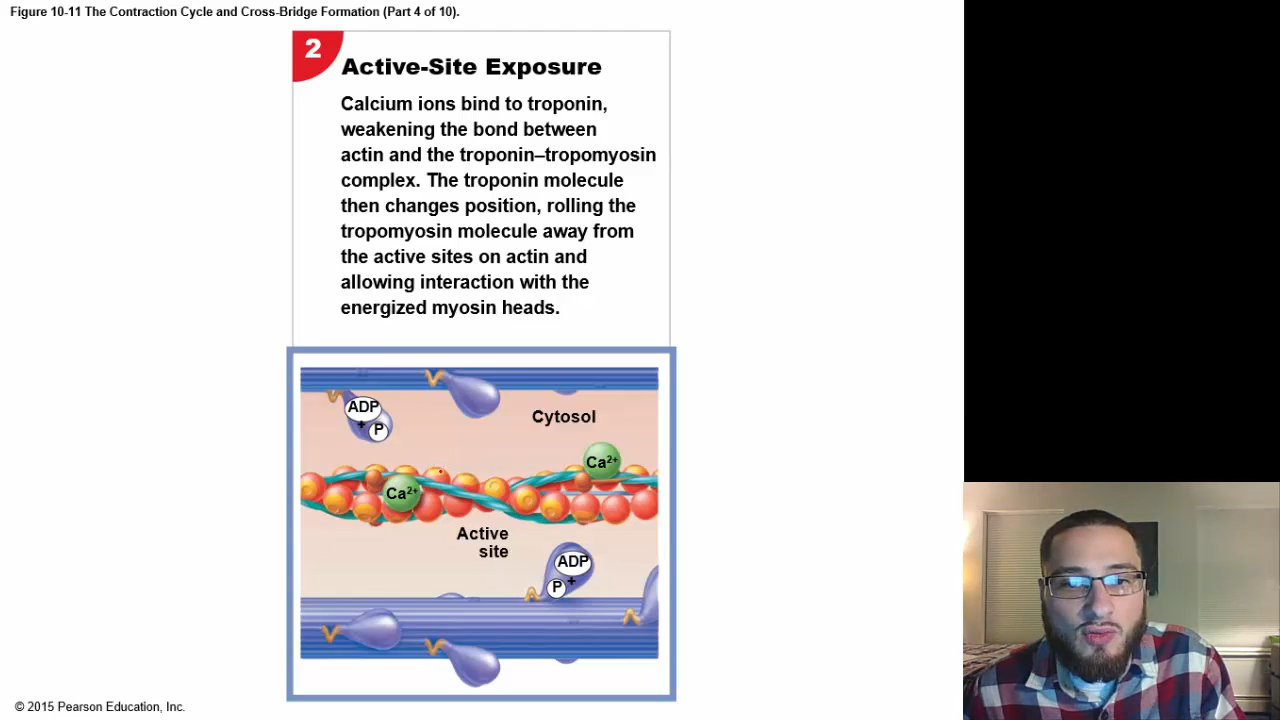 Figure 10-11 The Contraction Cycle and Cross-Bridge Formation (Part 4 of 10).
2
Active-Site Exposure
Calcium ions bind to troponin,
weakening the bond between
actin and the troponin–tropomyosin
complex. The troponin molecule
then changes position, rolling the
tropomyosin molecule away from
the active sites on actin and
allowing interaction with the
energized myosin heads.
ADP
+
P
Cytosol
Ca2+
Ca2+
Active
site
ADP
P +
© 2015 Pearson Education, Inc.